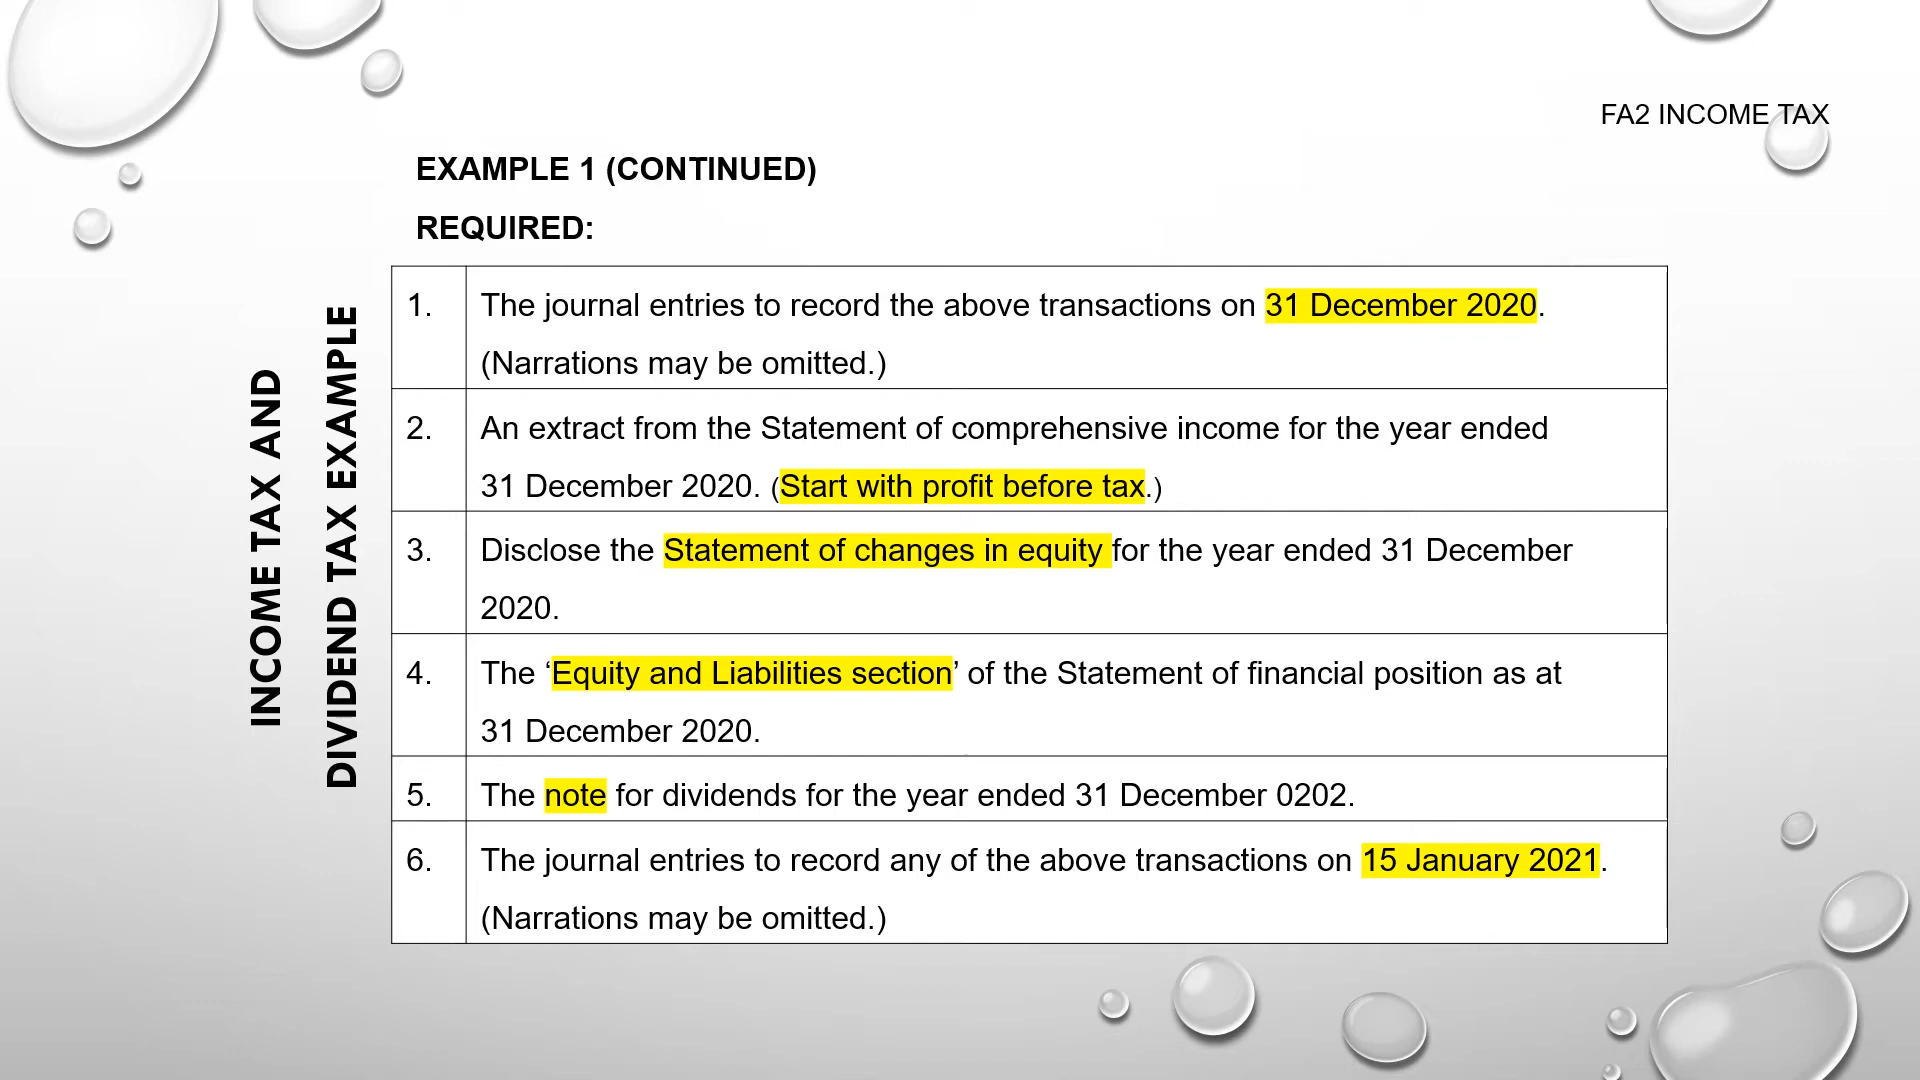 FA2 INCOME TAX
EXAMPLE 1 (CONTINUED)
REQUIRED:
INCOME TAX AND
DIVIDEND TAX EXAMPLE
1. The journal entries to record the above transactions on 31 December 2020.
(Narrations may be omitted.)
2. An extract from the Statement of comprehensive income for the year ended
31 December 2020. (Start with profit before tax.)
3. Disclose the Statement of changes in equity for the year ended 31 December
2020.
4. The ‘Equity and Liabilities section’ of the Statement of financial position as at
31 December 2020.
5. The note for dividends for the year ended 31 December 0202.
6. The journal entries to record any of the above transactions on 15 January 2021.
(Narrations may be omitted.)